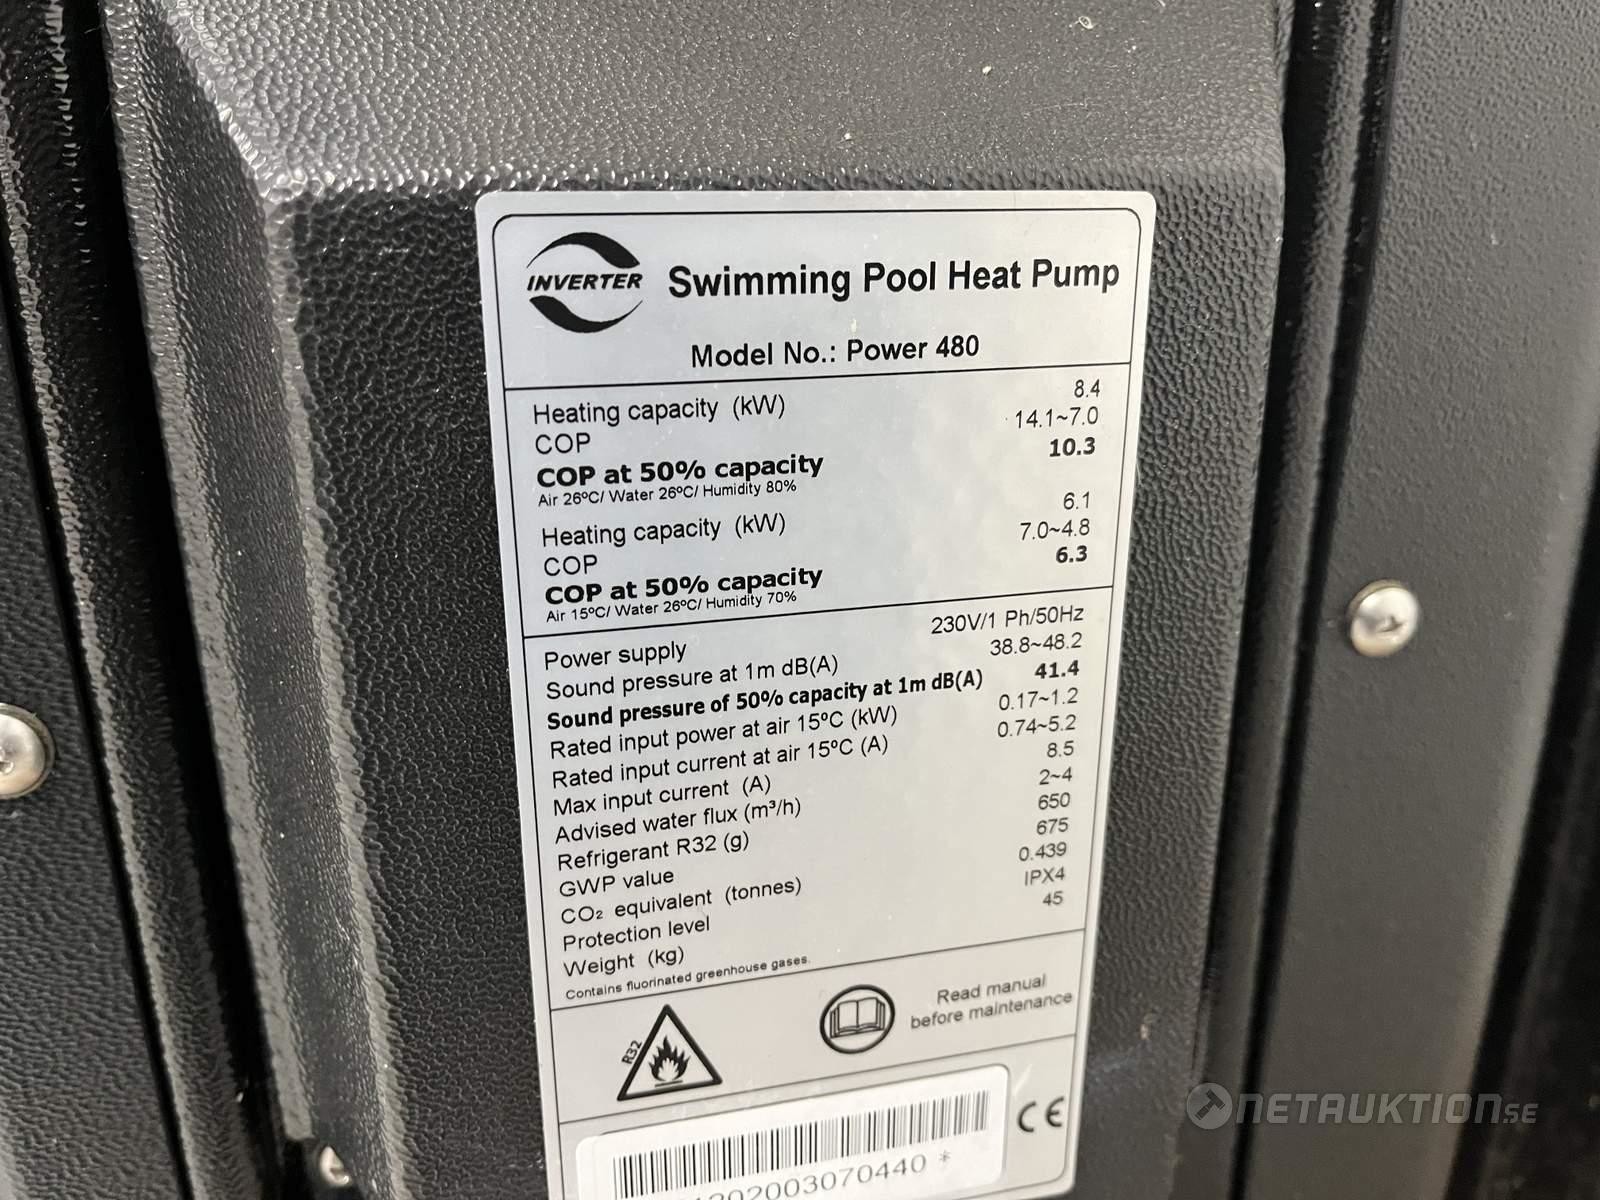 INVERTER
Swimming Pool Heat Pump
Model No.: Power 480
Heating capacity (kW) 8.4
COP 14.1~7.0
COP at 50% capacity 10.3
Air 26ºC/ Water 26ºC/ Humidity 80%
Heating capacity (kW) 6.1
COP 7.0~4.8
COP at 50% capacity 6.3
Air 15ºC/ Water 26ºC/ Humidity 70%
Power supply 230V/1 Ph/50Hz
Sound pressure at 1m dB(A) 38.8~48.2
Sound pressure of 50% capacity at 1m dB(A) 41.4
Rated input power at air 15ºC (kW) 0.17~1.2
Rated input current at air 15ºC (A) 0.74~5.2
Max input current (A) 8.5
Advised water flux (m³/h) 2~4
Refrigerant R32 (g) 650
GWP value 675
CO₂ equivalent (tonnes) 0.439
Protection level IPX4
Weight (kg) 45
Contains fluorinated greenhouse gases.
R32
Read manual
before maintenance
CE
NETAUKTION.SE